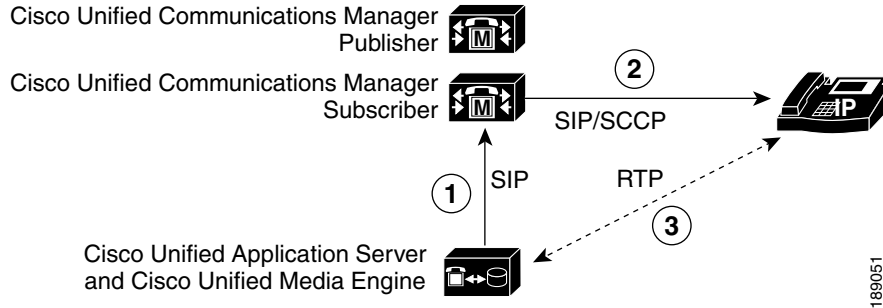 Cisco Unified Communications Manager
Publisher
M
Cisco Unified Communications Manager
Subscriber
M
2
SIP/SCCP
IP
1
SIP
RTP
3
Cisco Unified Application Server
and Cisco Unified Media Engine
189051